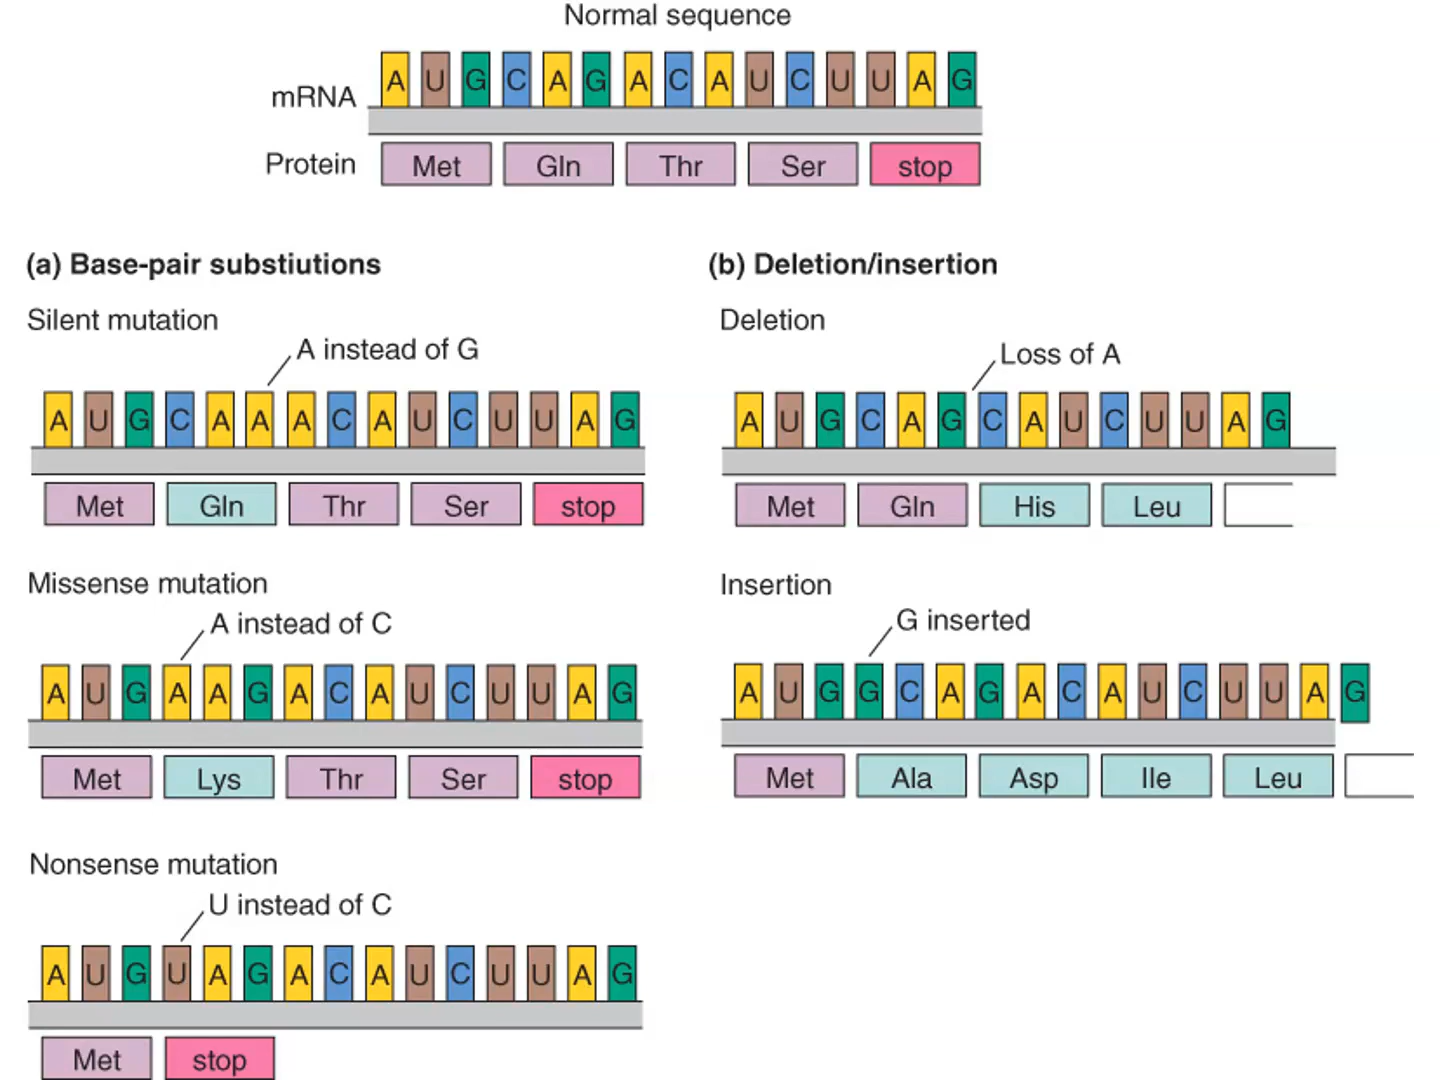 Normal sequence
mRNA A U G C A G A C A U C U U A G
Protein Met Gln Thr Ser stop
(a) Base-pair substiutions
Silent mutation
A instead of G
A U G C A A A C A U C U U A G
Met Gln Thr Ser stop
Missense mutation
A instead of C
A U G A A G A C A U C U U A G
Met Lys Thr Ser stop
Nonsense mutation
U instead of C
A U G U A G A C A U C U U A G
Met stop
(b) Deletion/insertion
Deletion
Loss of A
A U G C A G C A U C U U A G
Met Gln His Leu
Insertion
G inserted
A U G G C A G A C A U C U U A G
Met Ala Asp Ile Leu